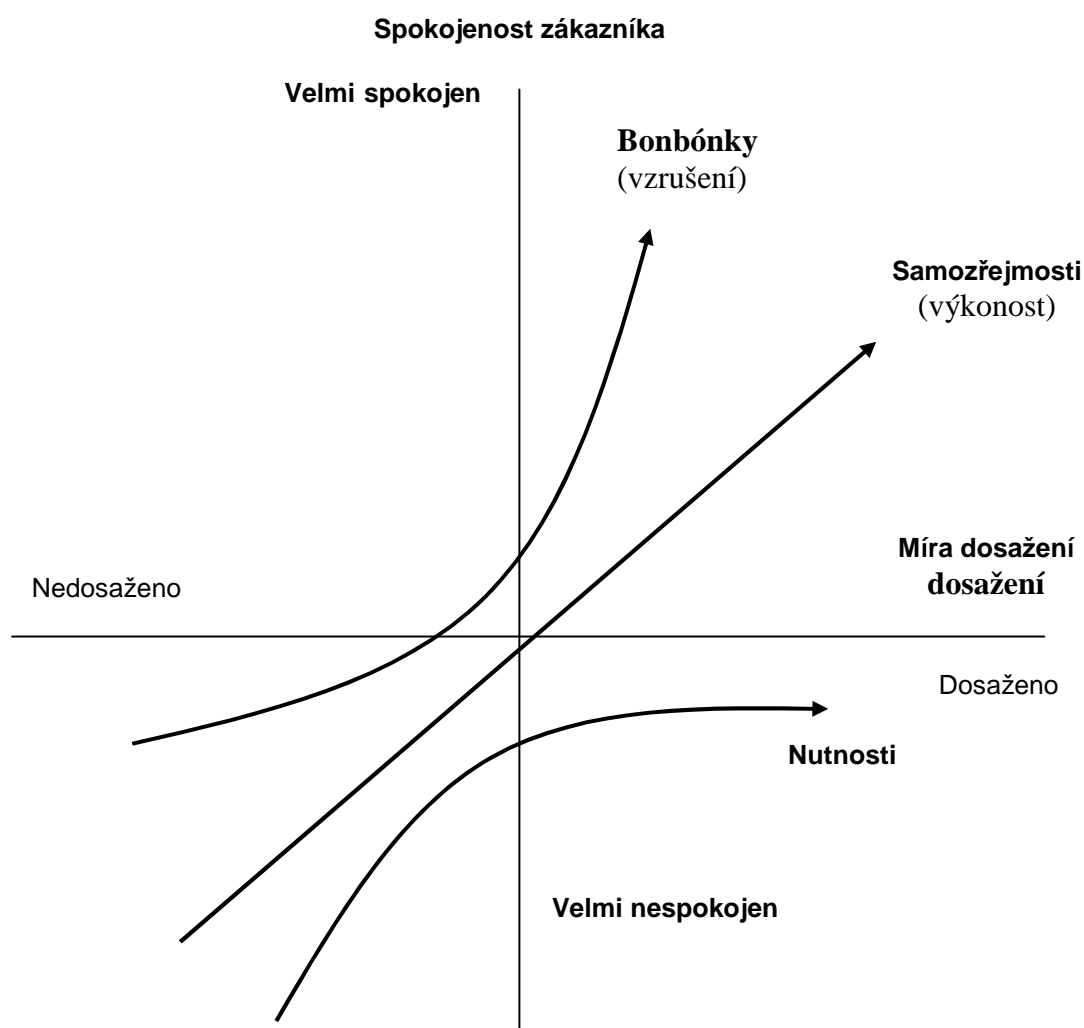 Spokojenost zákazníka
Velmi spokojen
Bonbónky
(vzrušení)
Samozřejmosti
(výkonost)
Míra dosažení
dosažení
Nedosaženo
Dosaženo
Nutnosti
Velmi nespokojen